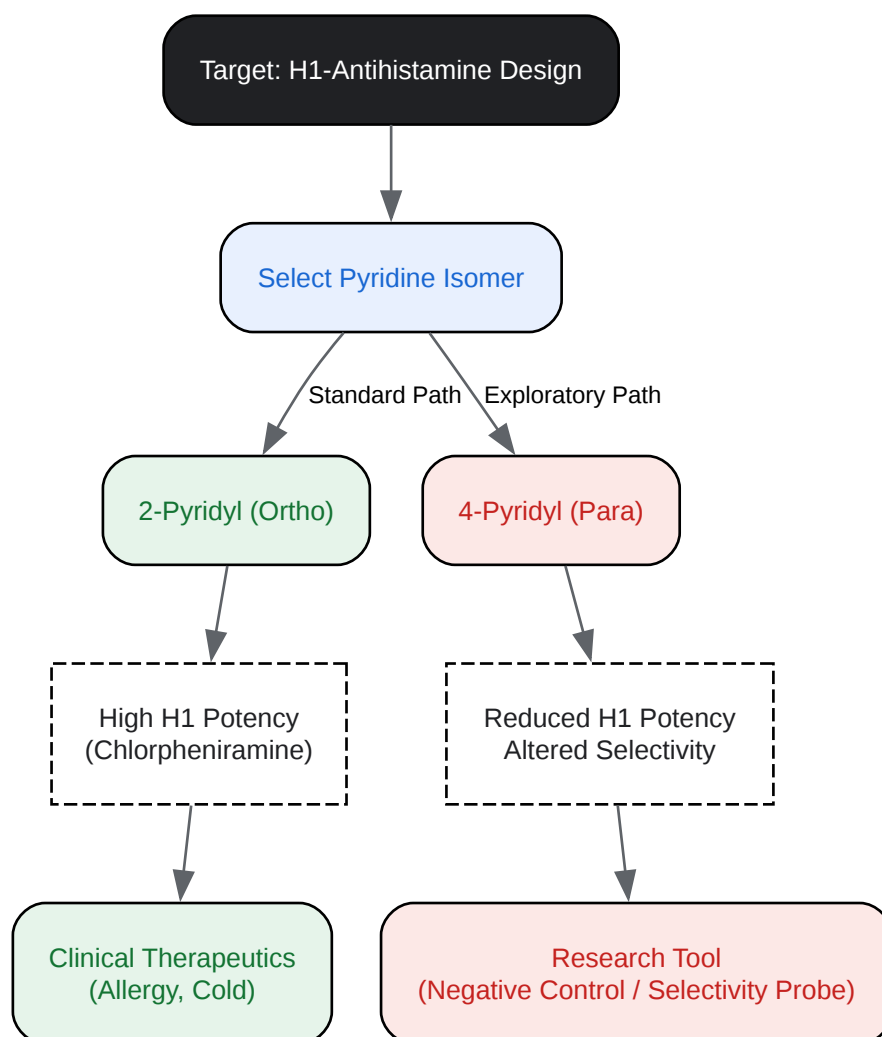 Target: H1-Antihistamine Design
Select Pyridine Isomer
Standard Path
Exploratory Path
2-Pyridyl (Ortho)
4-Pyridyl (Para)
High H1 Potency
(Chlorpheniramine)
Reduced H1 Potency
Altered Selectivity
Clinical Therapeutics
(Allergy, Cold)
Research Tool
(Negative Control / Selectivity Probe)